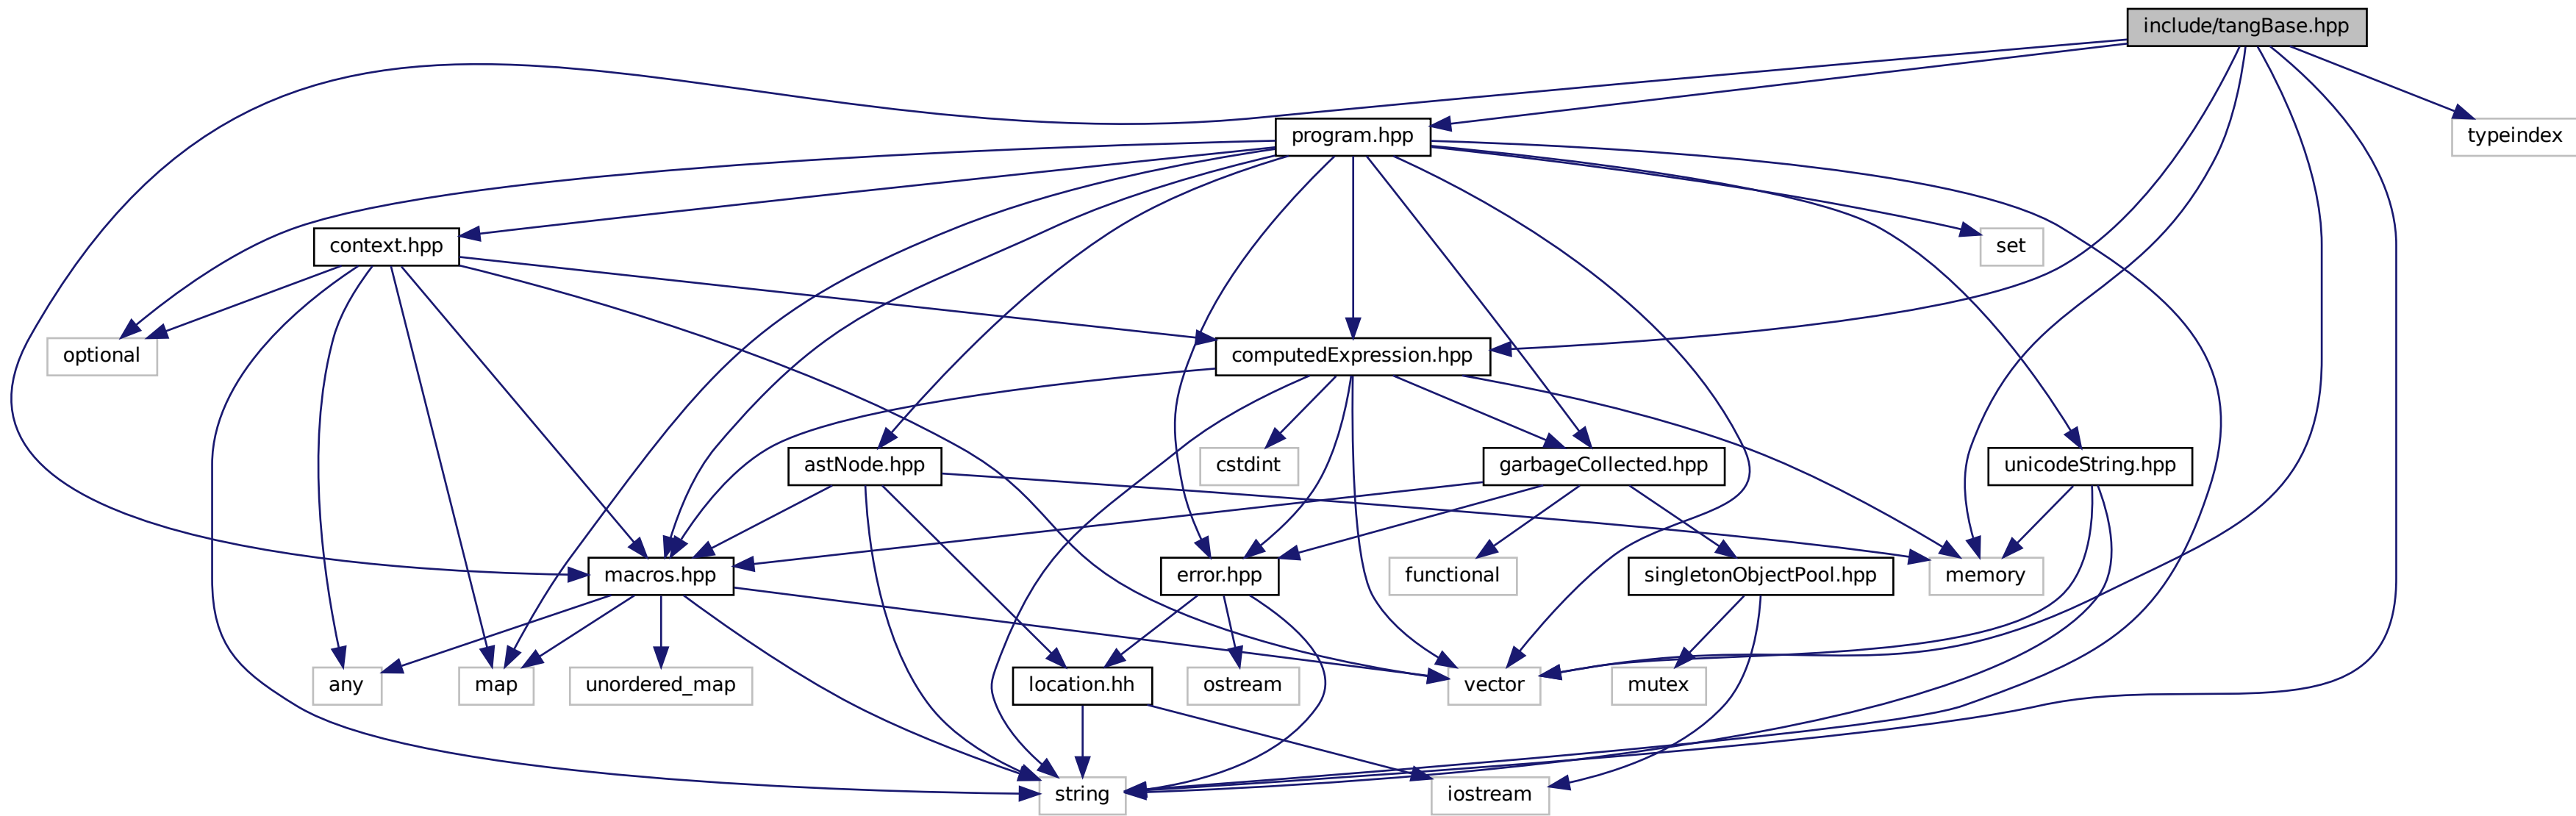 include/tangBase.hpp
program.hpp
typeindex
context.hpp
set
optional
computedExpression.hpp
astNode.hpp
cstdint
garbageCollected.hpp
unicodeString.hpp
macros.hpp
error.hpp
functional
singletonObjectPool.hpp
memory
any
map
unordered_map
location.hh
ostream
vector
mutex
string
iostream